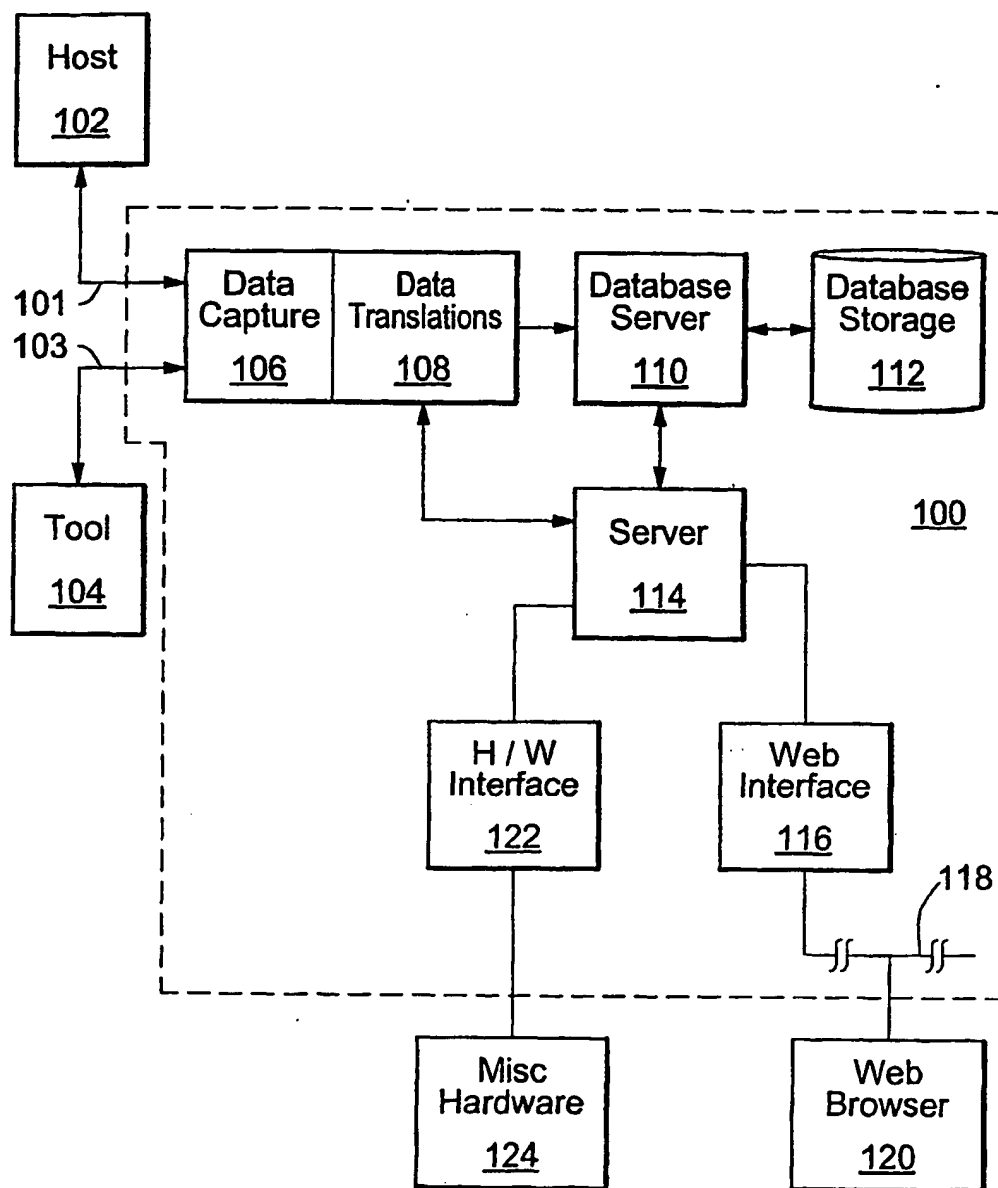 Host
102
101
103
Data
Capture
106
Data
Translations
108
Database
Server
110
Database
Storage
112
Tool
104
Server
114
100
H / W
Interface
122
Web
Interface
116
118
Misc
Hardware
124
Web
Browser
120